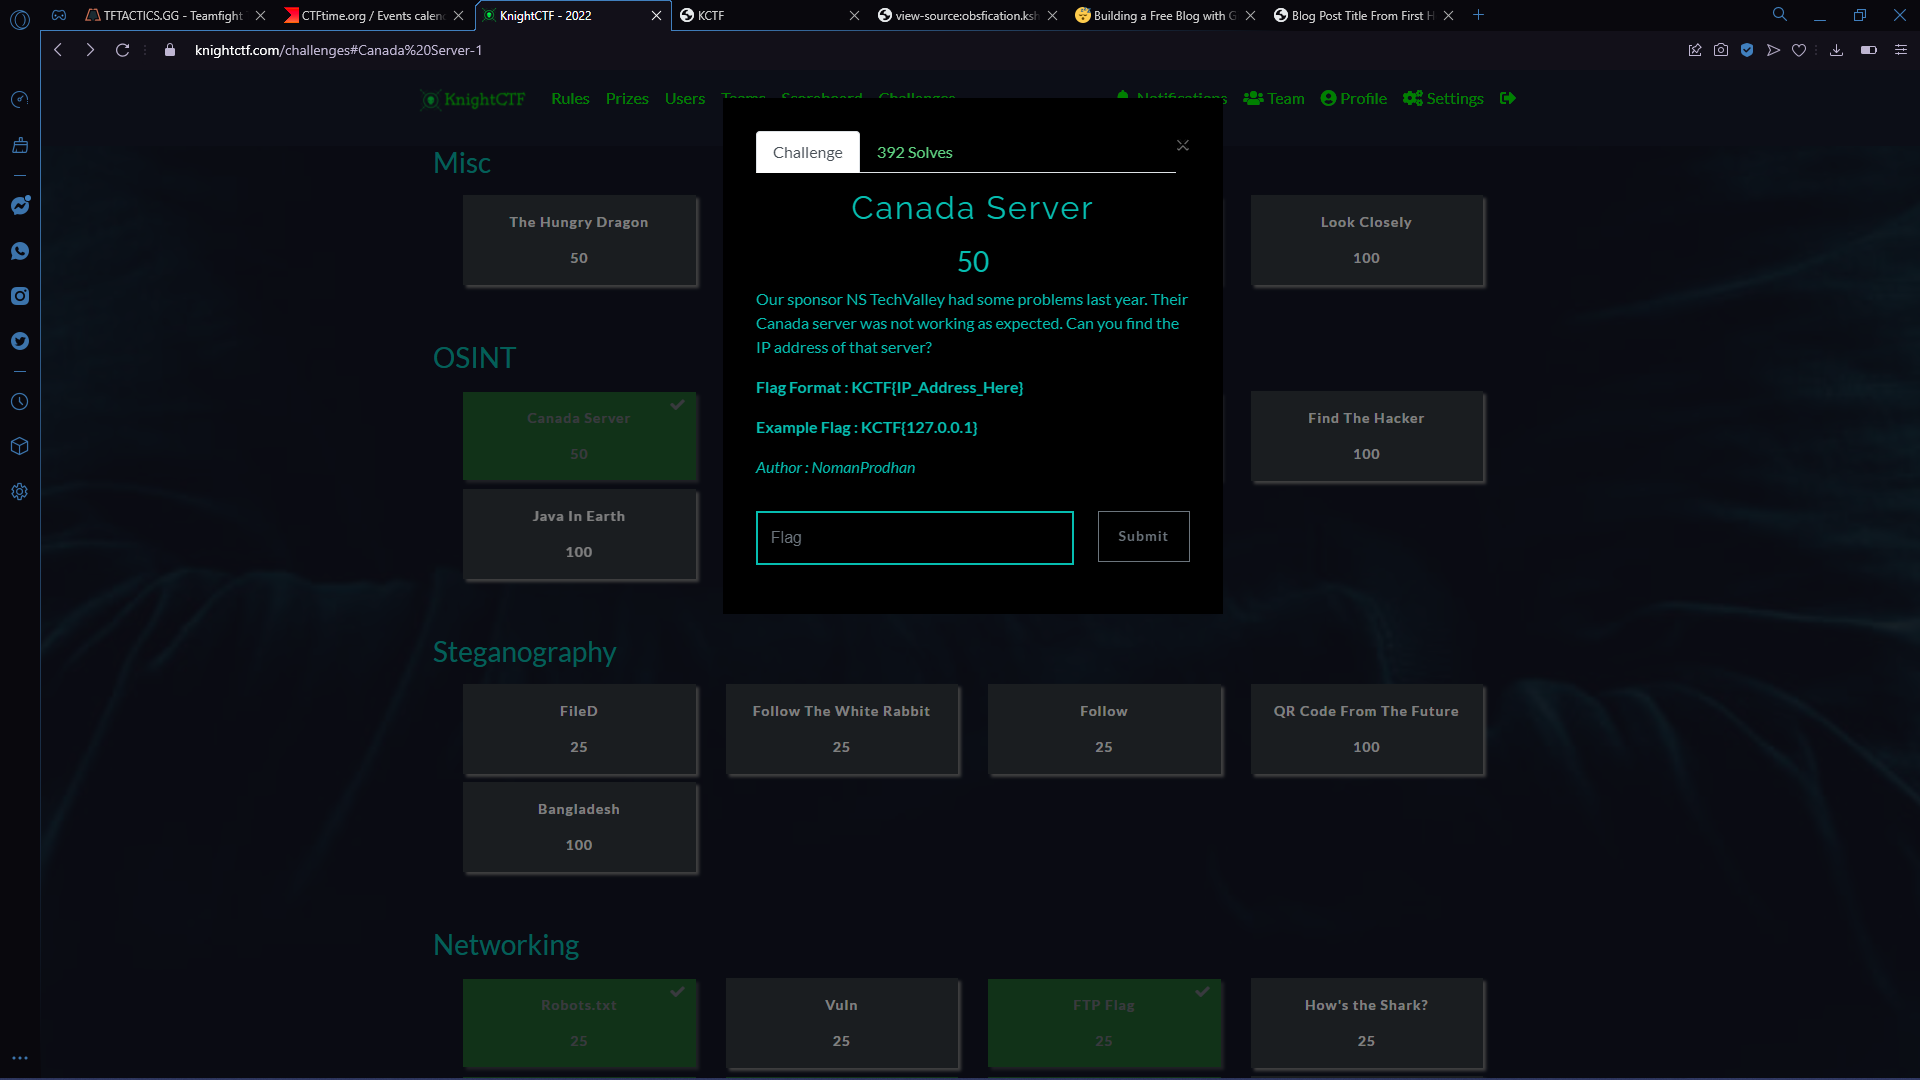 TFTACTICS.GG - Teamfight
CTFtime.org / Events calen
KnightCTF - 2022
KCTF
view-source:obsfication.ksh
Building a Free Blog with G
Blog Post Title From First H
knightctf.com/challenges#Canada%20Server-1
KnightCTF
Rules
Prizes
Users
Teams
Scoreboard
Challenges
Notifications
Team
Profile
Settings
Challenge
392 Solves
Canada Server
50
Our sponsor NS TechValley had some problems last year. Their
Canada server was not working as expected. Can you find the
IP address of that server?
Flag Format : KCTF{IP_Address_Here}
Example Flag : KCTF{127.0.0.1}
Author : NomanProdhan
Flag
Submit
Misc
The Hungry Dragon
50
Look Closely
100
OSINT
Canada Server
50
Find The Hacker
100
Java In Earth
100
Steganography
FileD
25
Follow The White Rabbit
25
Follow
25
QR Code From The Future
100
Bangladesh
100
Networking
Robots.txt
25
Vuln
25
FTP Flag
25
How's the Shark?
25